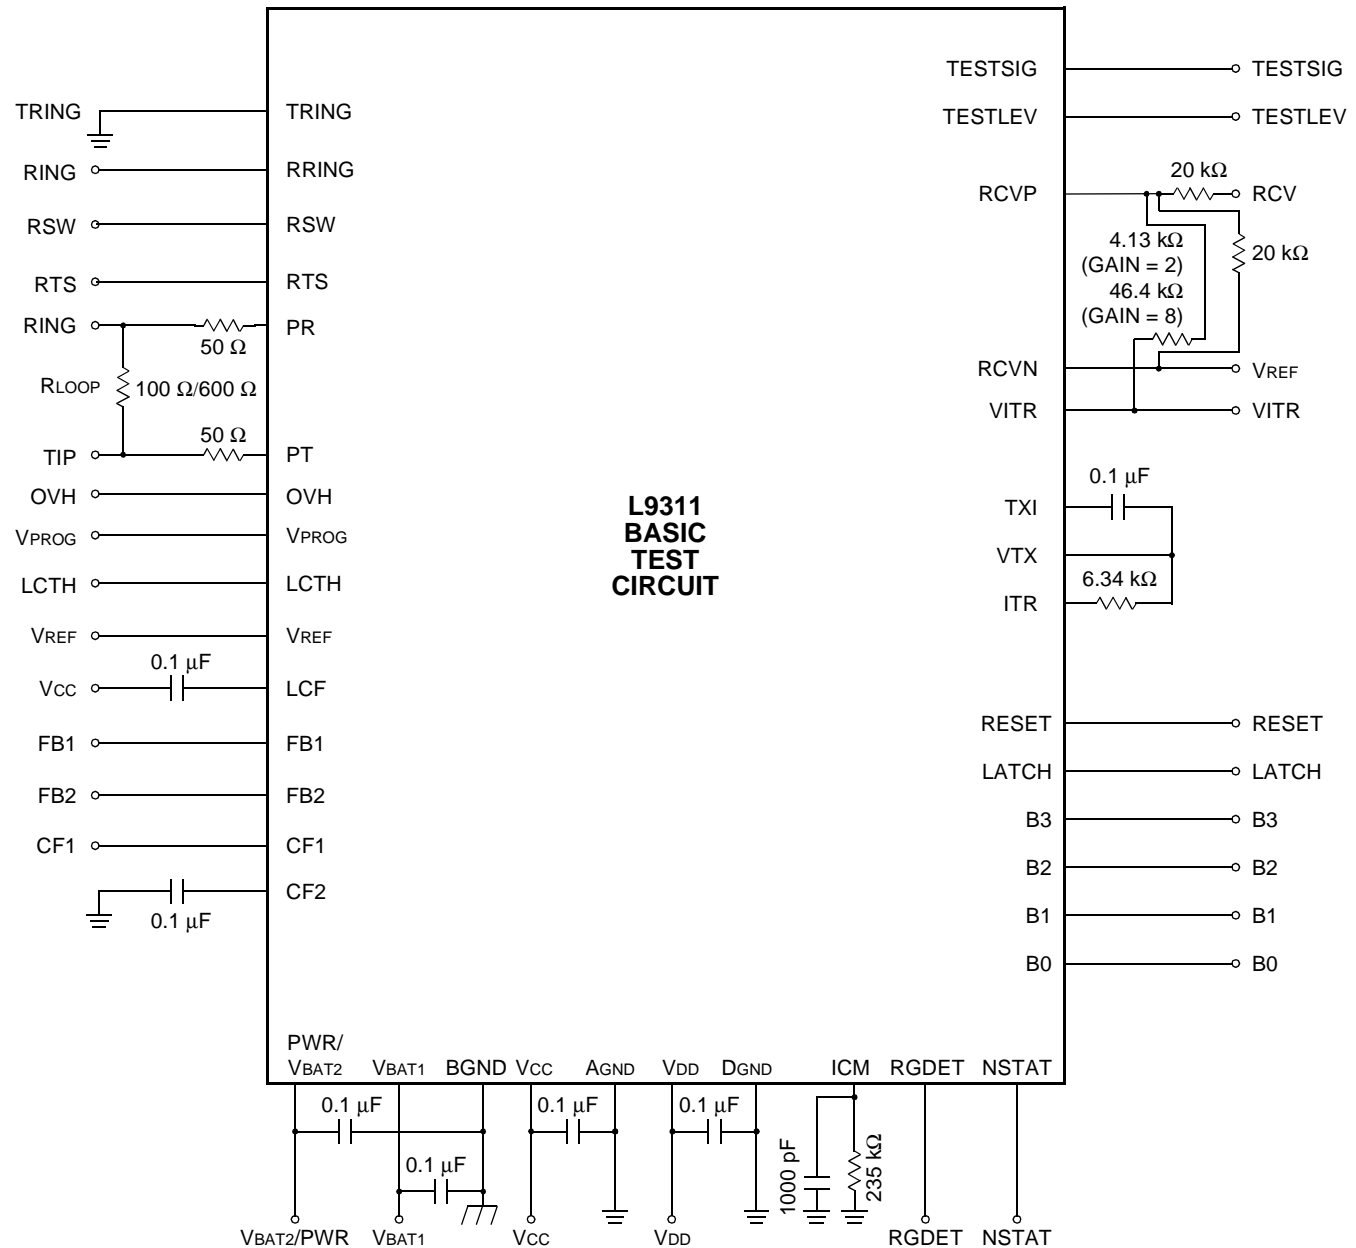 TESTSIG TESTSIG
TRING TRING TESTLEV TESTLEV
20 kΩ
RING RRING RCVP RCV
RSW RSW
4.13 kΩ
(GAIN = 2)
20 kΩ
RTS RTS
46.4 kΩ
(GAIN = 8)
RING PR
50 Ω
RCVN VREF
RLOOP 100 Ω/600 Ω
VITR VITR
50 Ω
TIP PT
0.1 µF
OVH OVH
TXI
L9311
BASIC
TEST
CIRCUIT
VPROG VPROG
VTX
LCTH LCTH
6.34 kΩ
ITR
VREF VREF
0.1 µF
VCC LCF
RESET RESET
FB1 FB1
LATCH LATCH
FB2 FB2
B3 B3
CF1 CF1
B2 B2
CF2
0.1 µF
B1 B1
B0 B0
PWR/
VBAT2 VBAT1 BGND VCC AGND VDD DGND ICM RGDET NSTAT
0.1 µF 0.1 µF 0.1 µF
0.1 µF
1000 pF
235 kΩ
VBAT2/PWR VBAT1 VCC VDD RGDET NSTAT